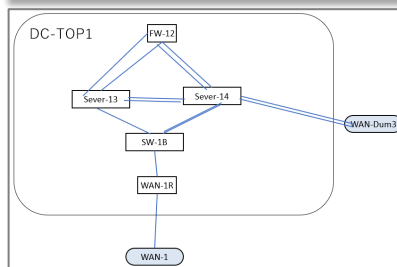 DC-TOP1
FW-12
Sever-13
Sever-14
WAN-Dum3
SW-1B
WAN-1R
WAN-1